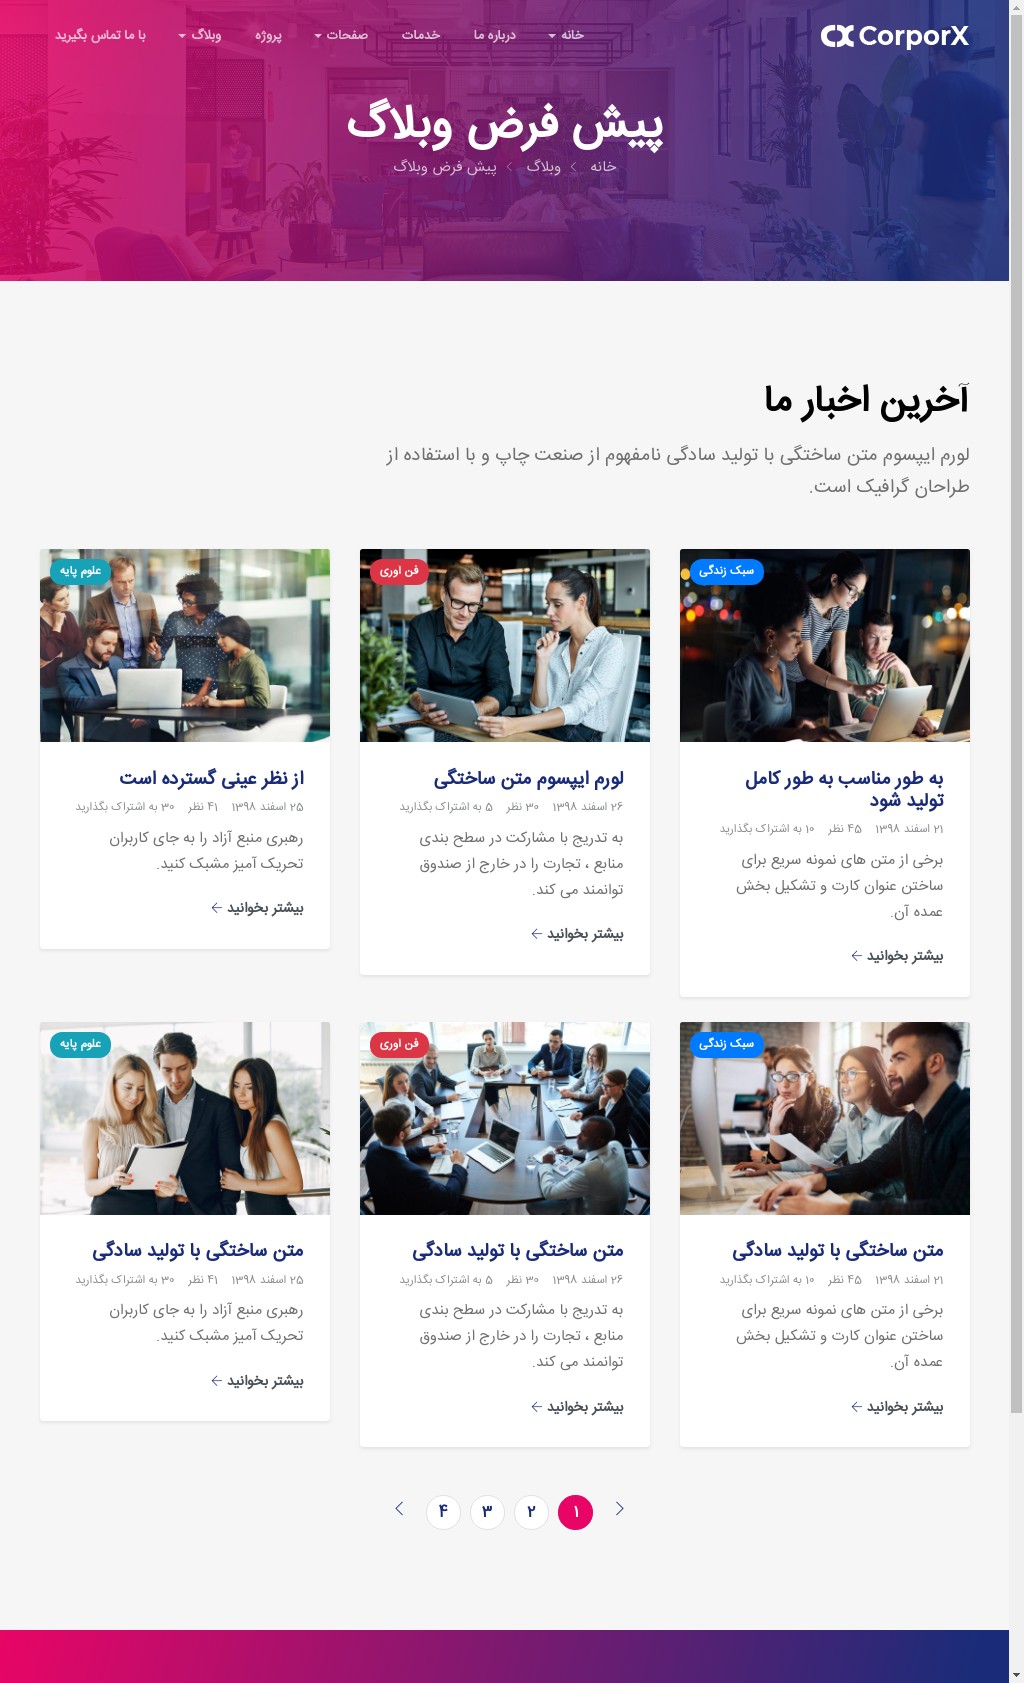 CorporX
خانه
درباره ما
خدمات
صفحات
پروژه
وبلاگ
با ما تماس بگیرید
پیش فرض وبلاگ
خانه
وبلاگ
پیش فرض وبلاگ
آخرین اخبار ما
لورم ایپسوم متن ساختگی با تولید سادگی نامفهوم از صنعت چاپ و با استفاده از
طراحان گرافیک است.
سبک زندگی
به طور مناسب به طور کامل
تولید شود
۲۱ اسفند ۱۳۹۸ ۴۵ نظر ۱۰ به اشتراک بگذارید
برخی از متن های نمونه سریع برای
ساختن عنوان کارت و تشکیل بخش
عمده آن.
بیشتر بخوانید
فن اوری
لورم ایپسوم متن ساختگی
۲۶ اسفند ۱۳۹۸ ۳۰ نظر ۵ به اشتراک بگذارید
به تدریج با مشارکت در سطح بندی
منابع ، تجارت را در خارج از صندوق
توانمند می کند.
بیشتر بخوانید
علوم پایه
از نظر عینی گسترده است
۲۵ اسفند ۱۳۹۸ ۴۱ نظر ۳۰ به اشتراک بگذارید
رهبری منبع آزاد را به جای کاربران
تحریک آمیز مشبک کنید.
بیشتر بخوانید
سبک زندگی
متن ساختگی با تولید سادگی
۲۱ اسفند ۱۳۹۸ ۴۵ نظر ۱۰ به اشتراک بگذارید
برخی از متن های نمونه سریع برای
ساختن عنوان کارت و تشکیل بخش
عمده آن.
بیشتر بخوانید
فن اوری
متن ساختگی با تولید سادگی
۲۶ اسفند ۱۳۹۸ ۳۰ نظر ۵ به اشتراک بگذارید
به تدریج با مشارکت در سطح بندی
منابع ، تجارت را در خارج از صندوق
توانمند می کند.
بیشتر بخوانید
علوم پایه
متن ساختگی با تولید سادگی
۲۵ اسفند ۱۳۹۸ ۴۱ نظر ۳۰ به اشتراک بگذارید
رهبری منبع آزاد را به جای کاربران
تحریک آمیز مشبک کنید.
بیشتر بخوانید
۱ ۲ ۳ ۴